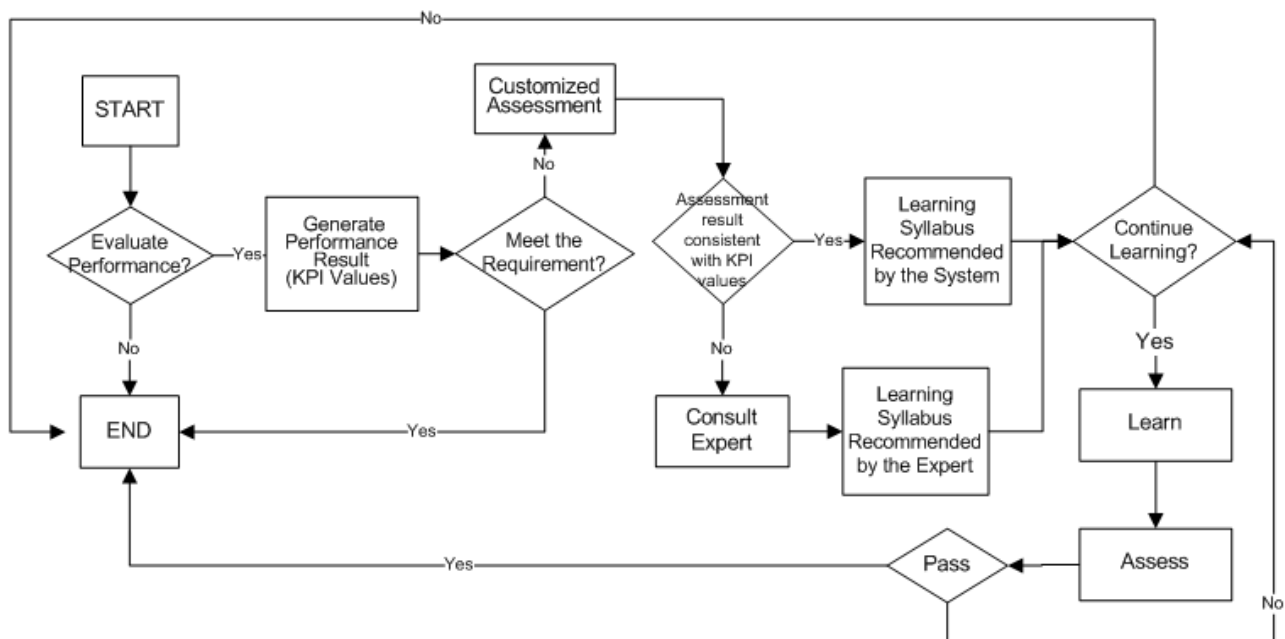 No
START
Customized
Assessment
No
Evaluate
Performance?
Yes
Generate
Performance
Result
(KPI Values)
Meet the
Requirement?
Assessment
result
consistent
with KPI
values
Yes
Learning
Syllabus
Recommended
by the System
Continue
Learning?
No
No
Yes
END
Yes
Consult
Expert
Learning
Syllabus
Recommended
by the Expert
Learn
Yes
Pass
Assess
No